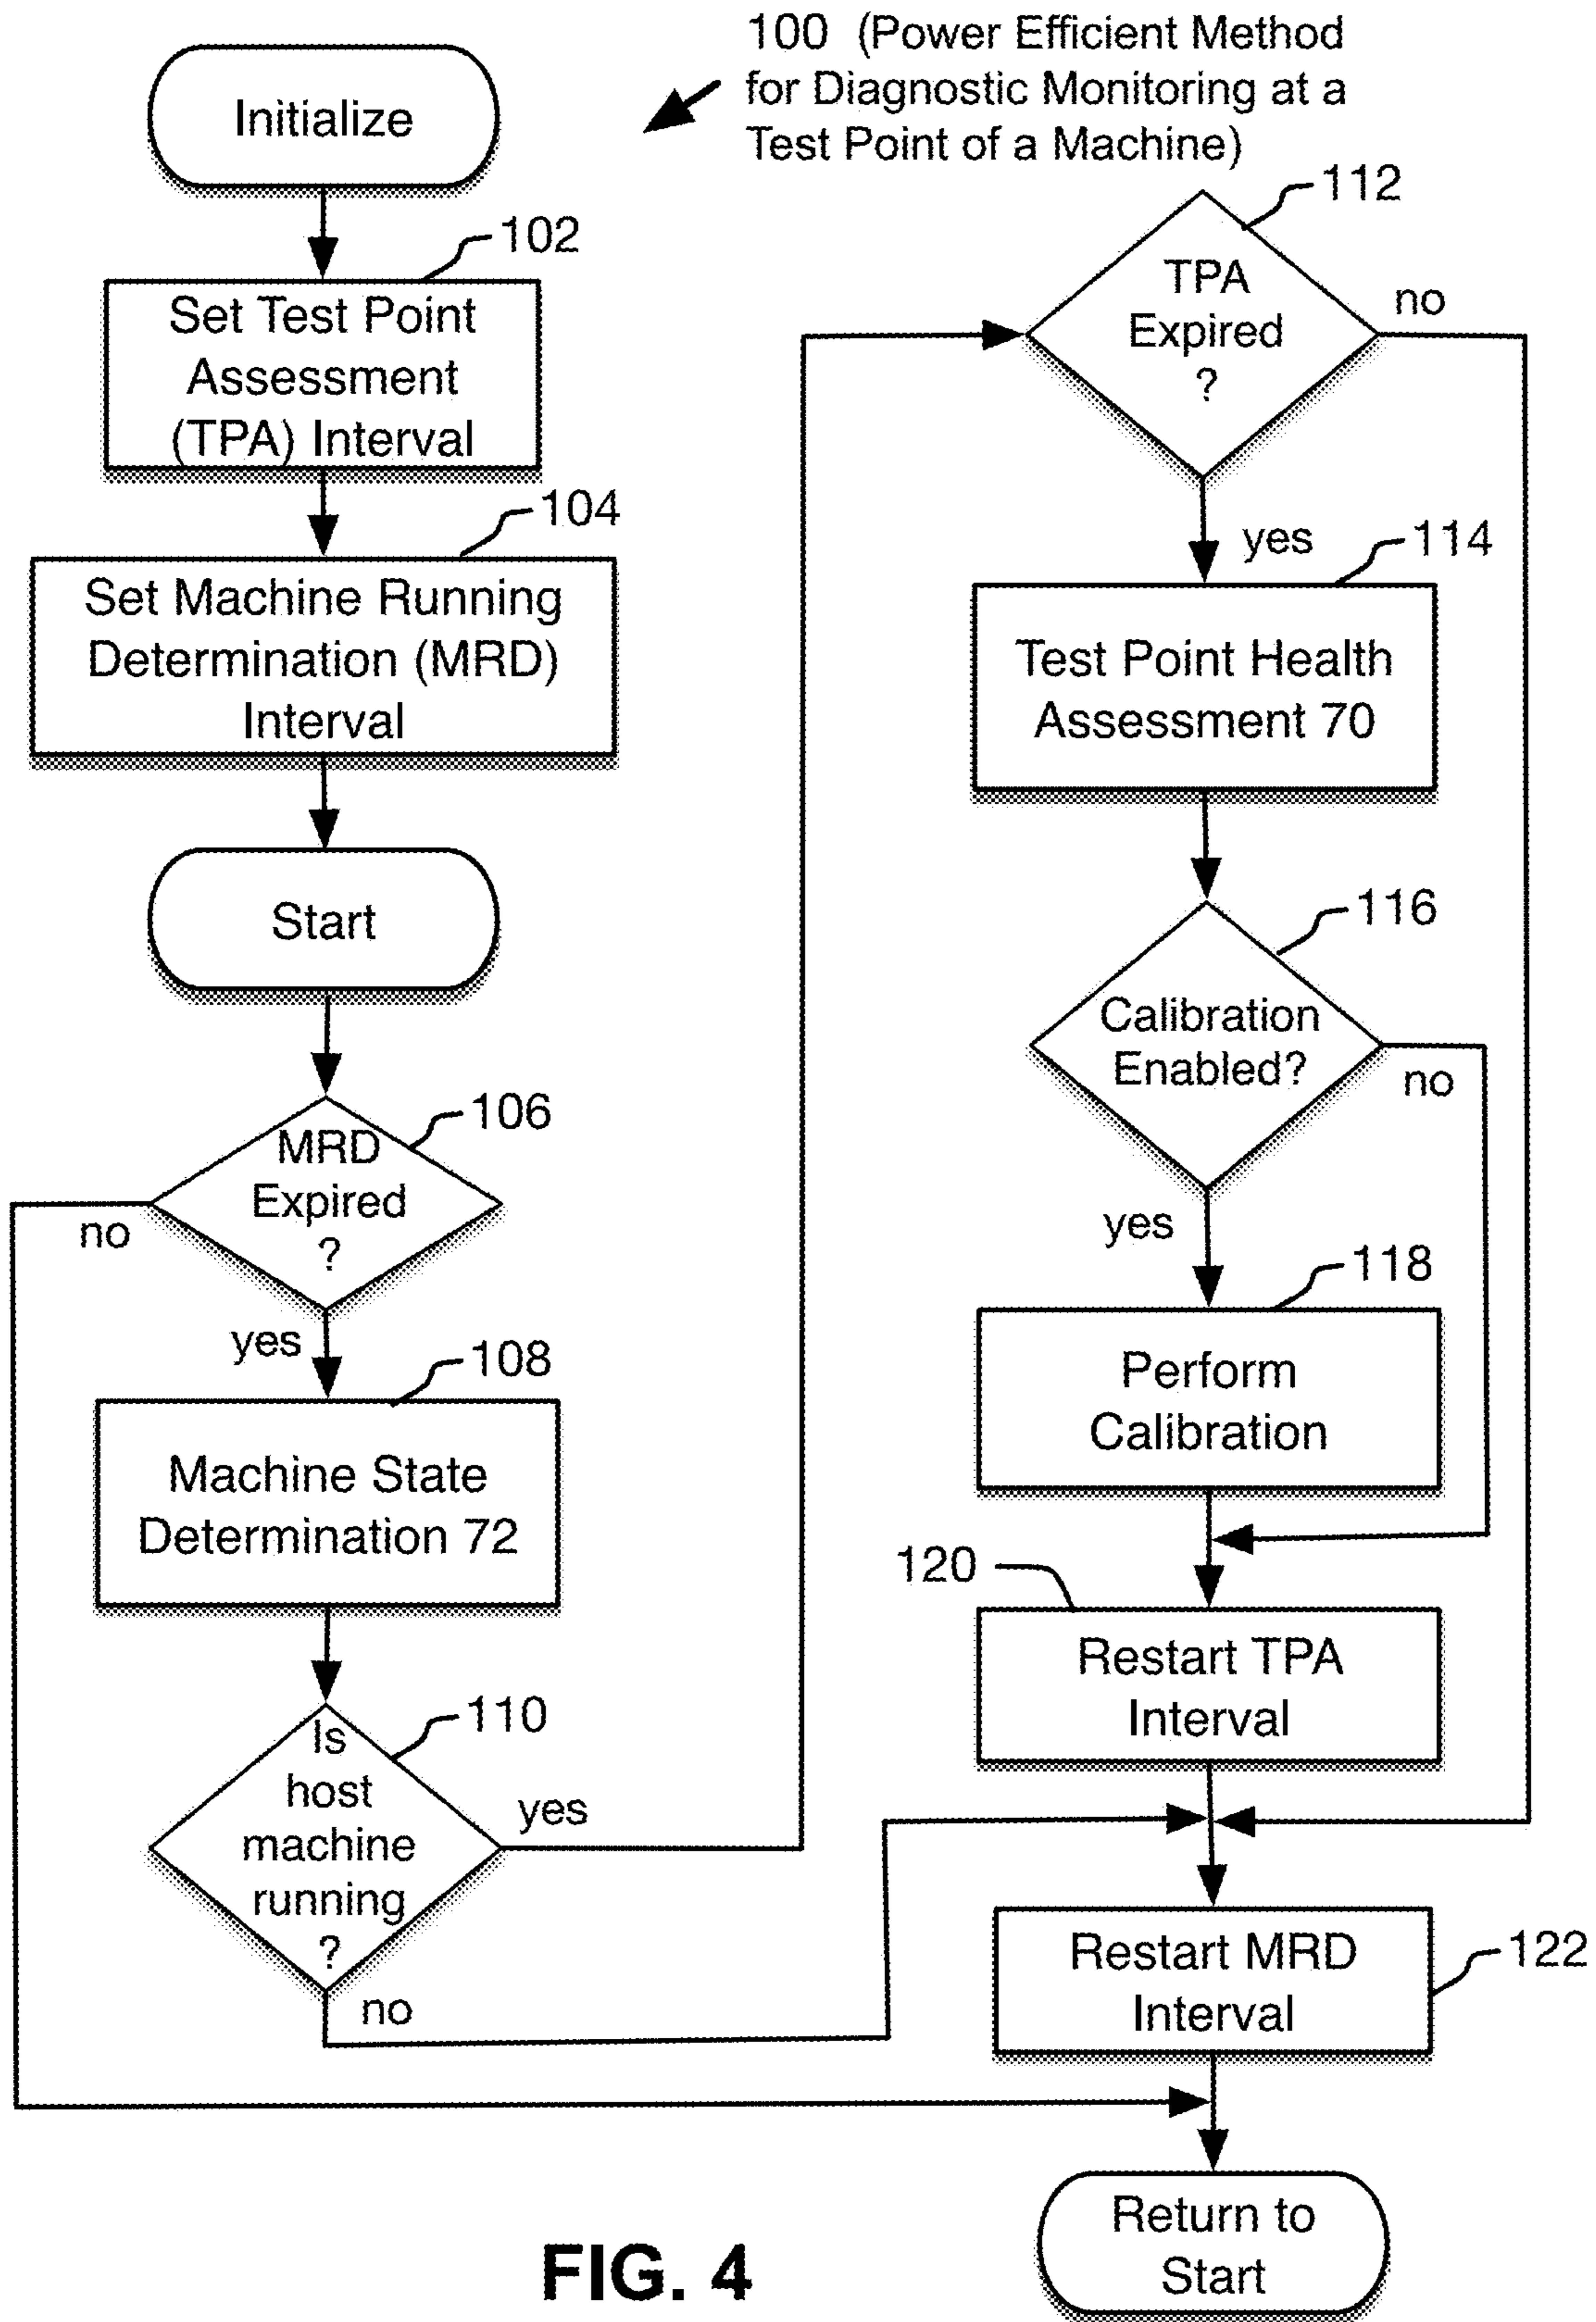 100 (Power Efficient Method
for Diagnostic Monitoring at a
Test Point of a Machine)
Initialize
102
Set Test Point
Assessment
(TPA) Interval
104
Set Machine Running
Determination (MRD)
Interval
Start
106
MRD
Expired
?
no
yes
108
Machine State
Determination 72
110
Is
host
machine
running
?
yes
no
112
TPA
Expired
?
no
yes
114
Test Point Health
Assessment 70
116
Calibration
Enabled?
no
yes
118
Perform
Calibration
120
Restart TPA
Interval
Restart MRD
Interval
122
Return to
Start
FIG. 4